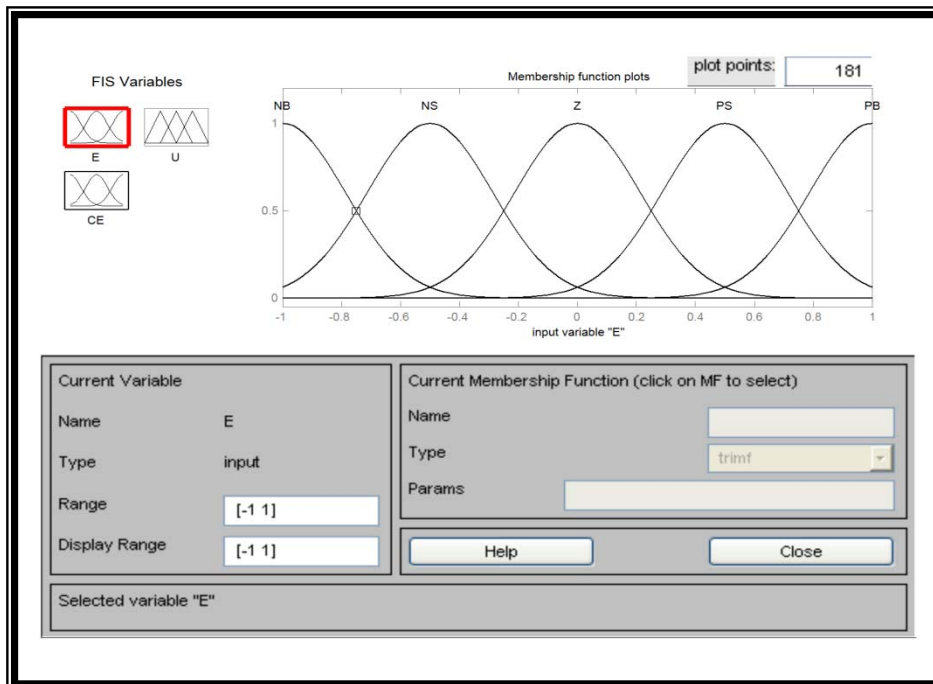 FIS Variables
E
U
CE
Membership function plots
plot points:
181
NB
NS
Z
PS
PB
1
0.5
0
-1
-0.8
-0.6
-0.4
-0.2
0
0.2
0.4
0.6
0.8
1
input variable "E"
Current Variable
Name
E
Type
input
Range
[-1 1]
Display Range
[-1 1]
Current Membership Function (click on MF to select)
Name
Type
trimf
Params
Help
Close
Selected variable "E"